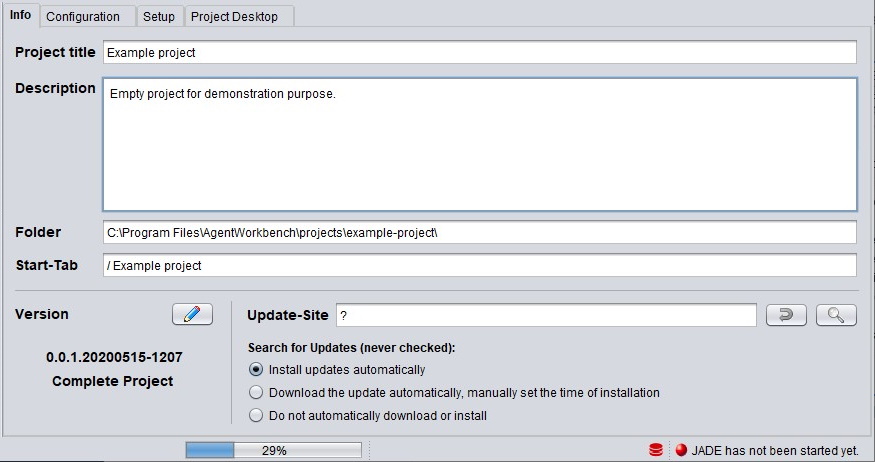 Info Configuration Setup Project Desktop
Project title Example project
Description Empty project for demonstration purpose.
Folder C:\Program Files\AgentWorkbench\projects\example-project\
Start-Tab / Example project
Version Update-Site ?
Search for Updates (never checked):
0.0.1.20200515-1207
Complete Project
Install updates automatically
Download the update automatically, manually set the time of installation
Do not automatically download or install
29% JADE has not been started yet.